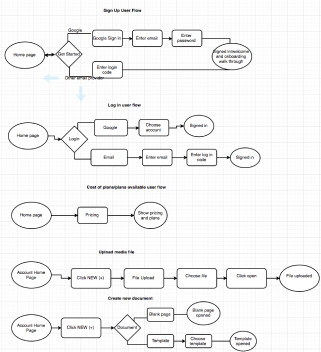 Sign Up User Flow
Google
Home page
Get Started
Google Sign in
Enter email
Enter
password
Signed in/welcome
and onboarding
walk through
Enter login
code
Other email provider
Log in user flow
Home page
Login
Google
Choose
account
Signed in
Email
Enter email
Enter log in
code
Signed in
Cost of plans/plans available user flow
Home page
Pricing
Show pricing
and plans
Upload media file
Account Home
Page
Click NEW (+)
File Upload
Choose file
Click open
File uploaded
Create new document
Account Home
Page
Click NEW (+)
Document
Blank page
Blank page
opened
Template
Choose
template
Template
opened